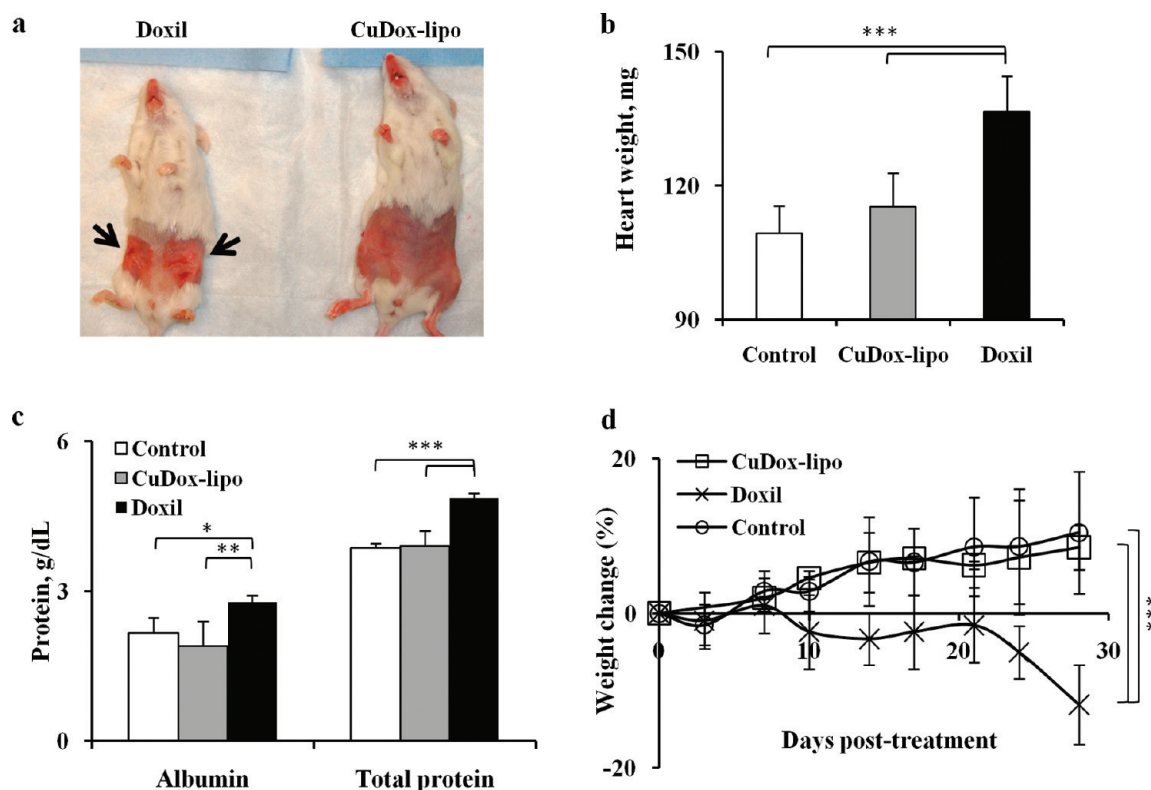 a
Doxil CuDox-lipo
b
***
150
120
90
Heart weight, mg
Control CuDox-lipo Doxil
c
6
3
0
Protein, g/dL
Control
CuDox-lipo
Doxil
*
**
***
Albumin Total protein
d
20
0
-20
Weight change (%)
CuDox-lipo
Doxil
Control
0 10 20 30
Days post-treatment
***